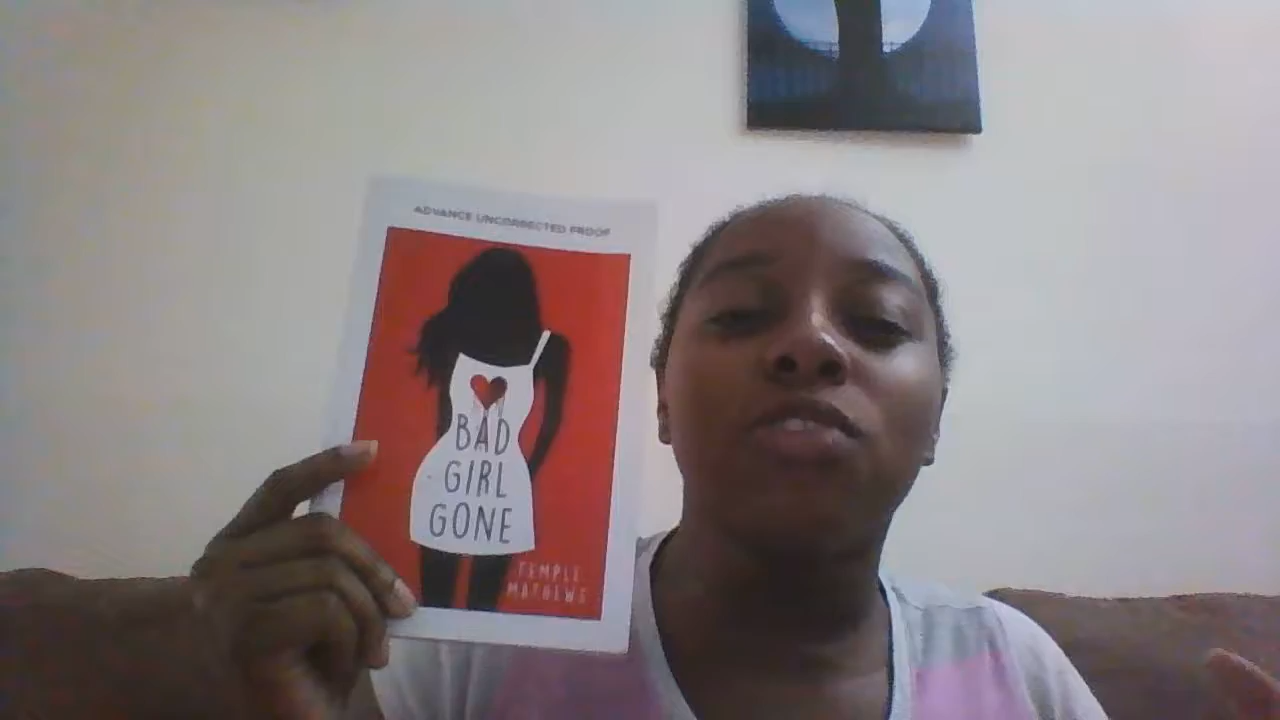 ADVANCE UNCORRECTED PROOF
BAD
GIRL
GONE
TEMPLE
MATHEWS